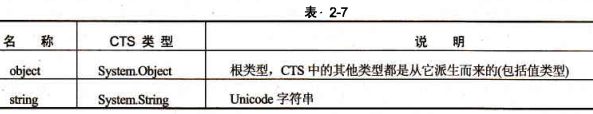 表 2-7
名 称 CTS 类 型 说 明
object System.Object 根类型，CTS 中的其他类型都是从它派生而来的(包括值类型)
string System.String Unicode 字符串